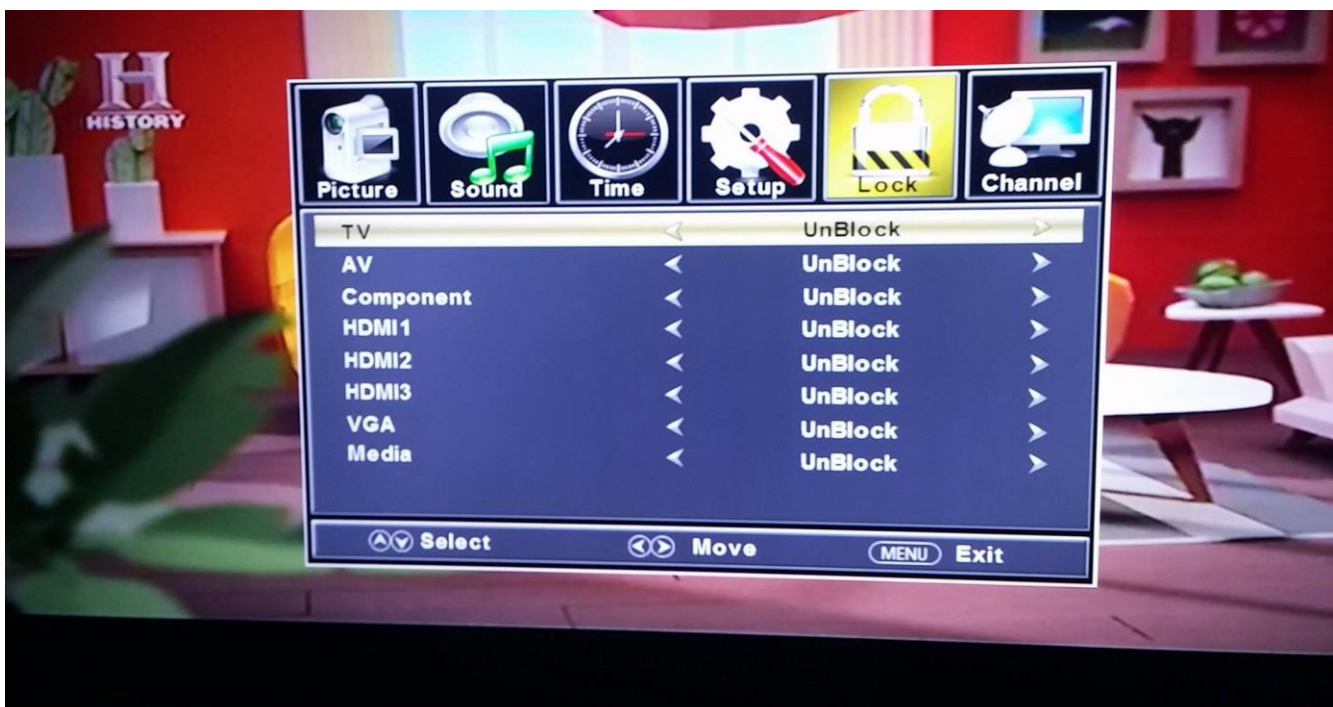 H
HISTORY
Picture Sound Time Setup Lock Channel
TV UnBlock
AV UnBlock
Component UnBlock
HDMI1 UnBlock
HDMI2 UnBlock
HDMI3 UnBlock
VGA UnBlock
Media UnBlock
Select Move MENU Exit